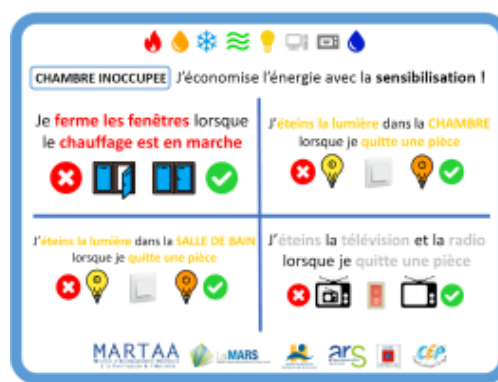 CHAMBRE INOCCUPEE J'économise l'énergie avec la sensibilisation !
Je ferme les fenêtres lorsque
le chauffage est en marche
J'éteins la lumière dans la CHAMBRE
lorsque je quitte une pièce
J'éteins la lumière dans la SALLE DE BAIN
lorsque je quitte une pièce
J'éteins la télévision et la radio
lorsque je quitte une pièce
MARTAA
LaMARS
ars
CEP